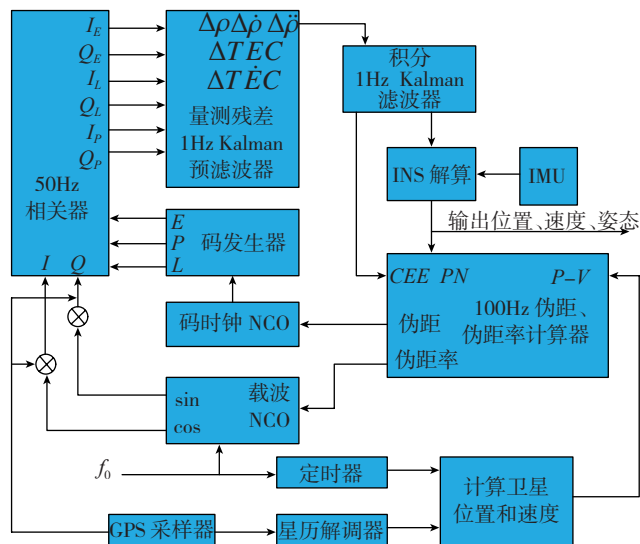 I_E
Q_E
I_L
Q_L
I_P
Q_P
50Hz
相关器
I Q
Δρ Δρ̇ Δρ̈
ΔTEC
ΔTĖC
量测残差
1Hz Kalman
预滤波器
积分
1Hz Kalman
滤波器
INS 解算
IMU
输出位置、速度、姿态
E
P
L
码发生器
码时钟 NCO
CEE PN P-V
100Hz 伪距、
伪距率计算器
伪距
伪距率
sin
cos
载波
NCO
f_0
定时器
计算卫星
位置和速度
GPS 采样器
星历解调器